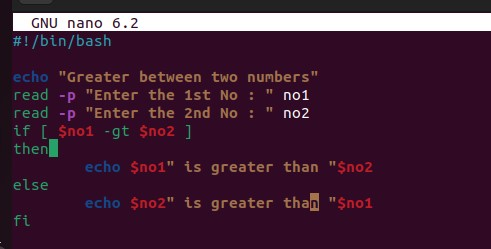 GNU nano 6.2
#!/bin/bash
echo "Greater between two numbers"
read -p "Enter the 1st No : " no1
read -p "Enter the 2nd No : " no2
if [ $no1 -gt $no2 ]
then
echo $no1" is greater than "$no2
else
echo $no2" is greater than "$no1
fi